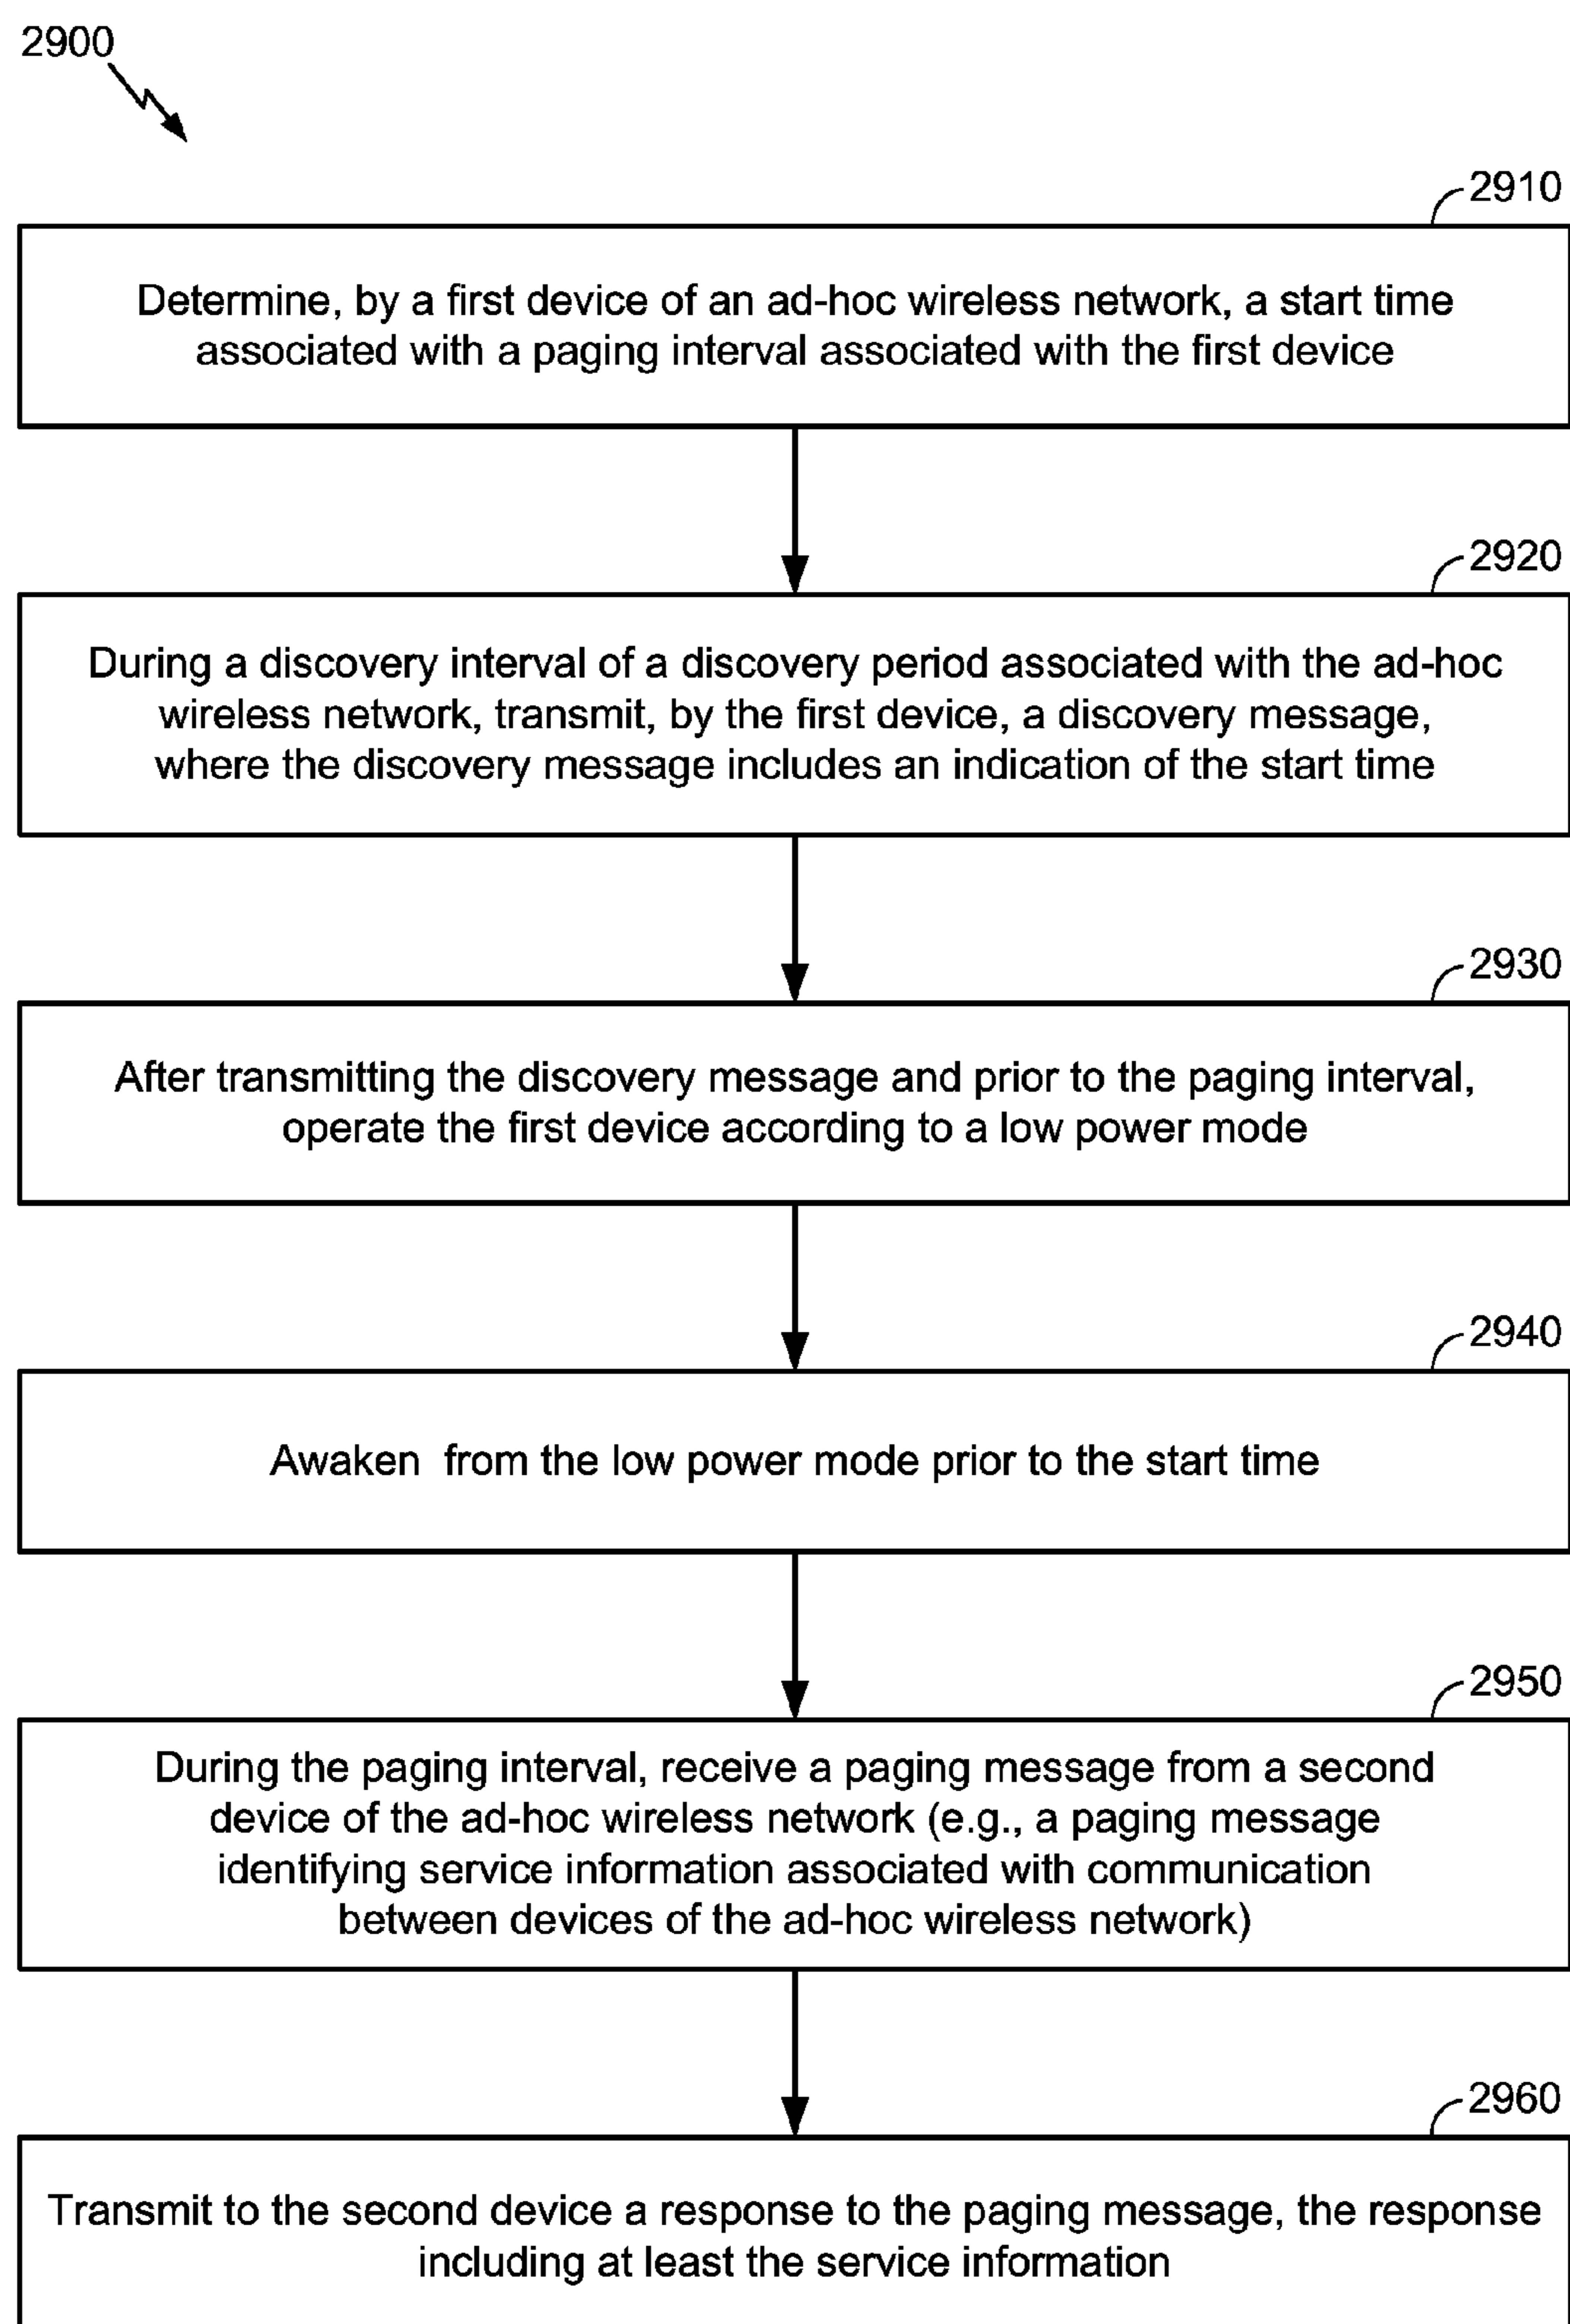 2900
2910
Determine, by a first device of an ad-hoc wireless network, a start time
associated with a paging interval associated with the first device
2920
During a discovery interval of a discovery period associated with the ad-hoc
wireless network, transmit, by the first device, a discovery message,
where the discovery message includes an indication of the start time
2930
After transmitting the discovery message and prior to the paging interval,
operate the first device according to a low power mode
2940
Awaken from the low power mode prior to the start time
2950
During the paging interval, receive a paging message from a second
device of the ad-hoc wireless network (e.g., a paging message
identifying service information associated with communication
between devices of the ad-hoc wireless network)
2960
Transmit to the second device a response to the paging message, the response
including at least the service information